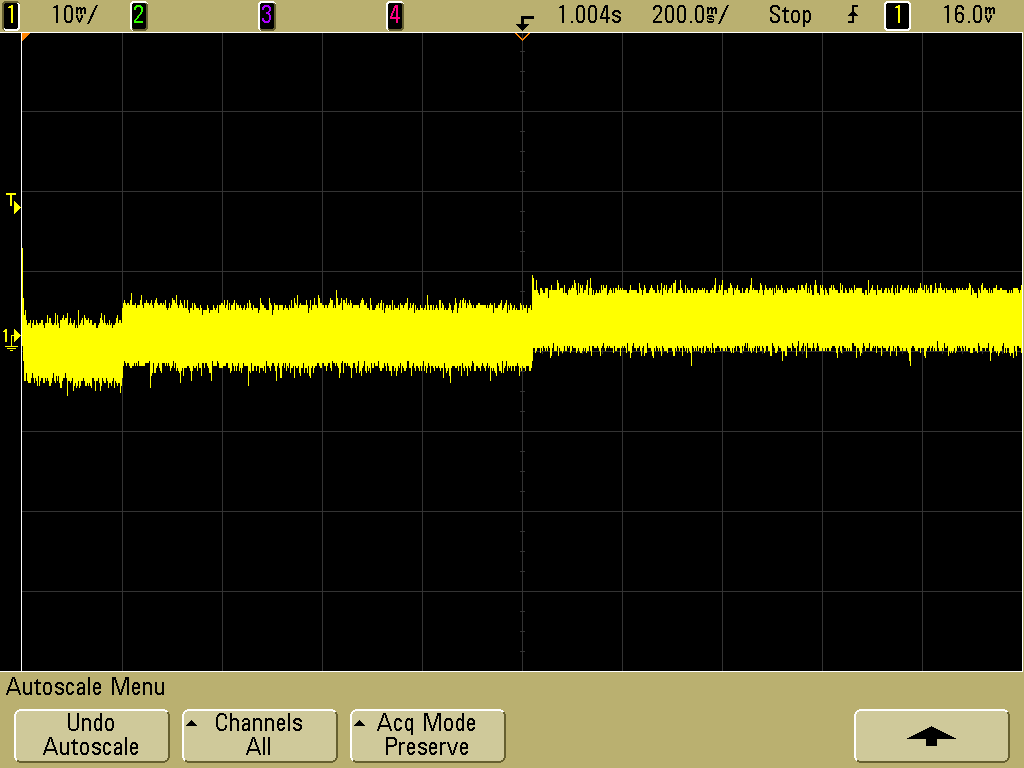 1 10mV/ 2 3 4 1.004s 200.0ms/ Stop 1 16.0mV
T
1
Autoscale Menu
Undo Autoscale
Channels All
Acq Mode Preserve